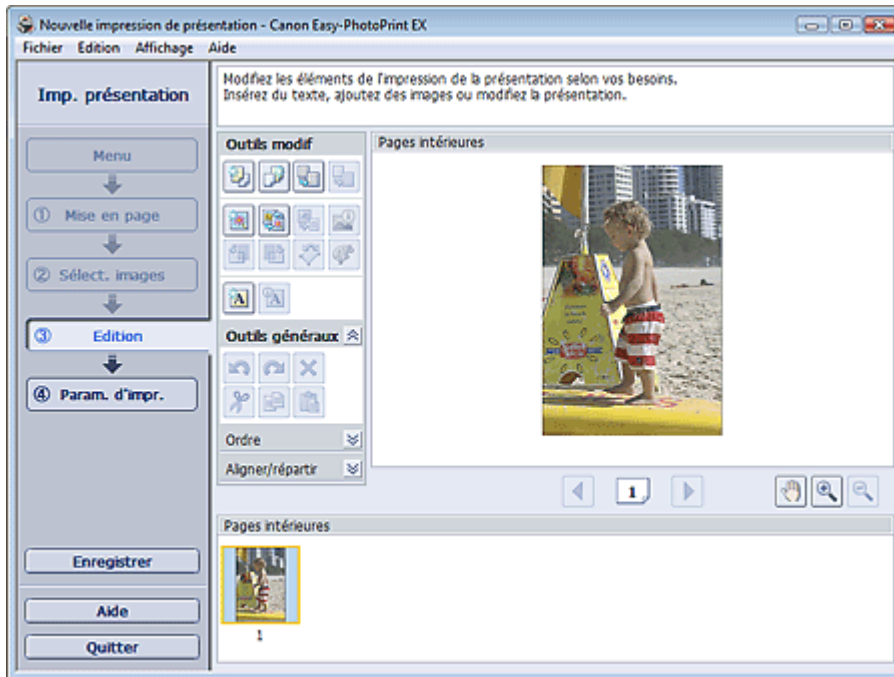 Nouvelle impression de présentation - Canon Easy-PhotoPrint EX
Fichier Edition Affichage Aide
Imp. présentation
Modifiez les éléments de l'impression de la présentation selon vos besoins.
Insérez du texte, ajoutez des images ou modifiez la présentation.
Menu
① Mise en page
② Sélect. images
③ Edition
④ Param. d'impr.
Enregistrer
Aide
Quitter
Outils modif
A A
Outils généraux
Ordre
Aligner/répartir
Pages intérieures
1
Pages intérieures
1